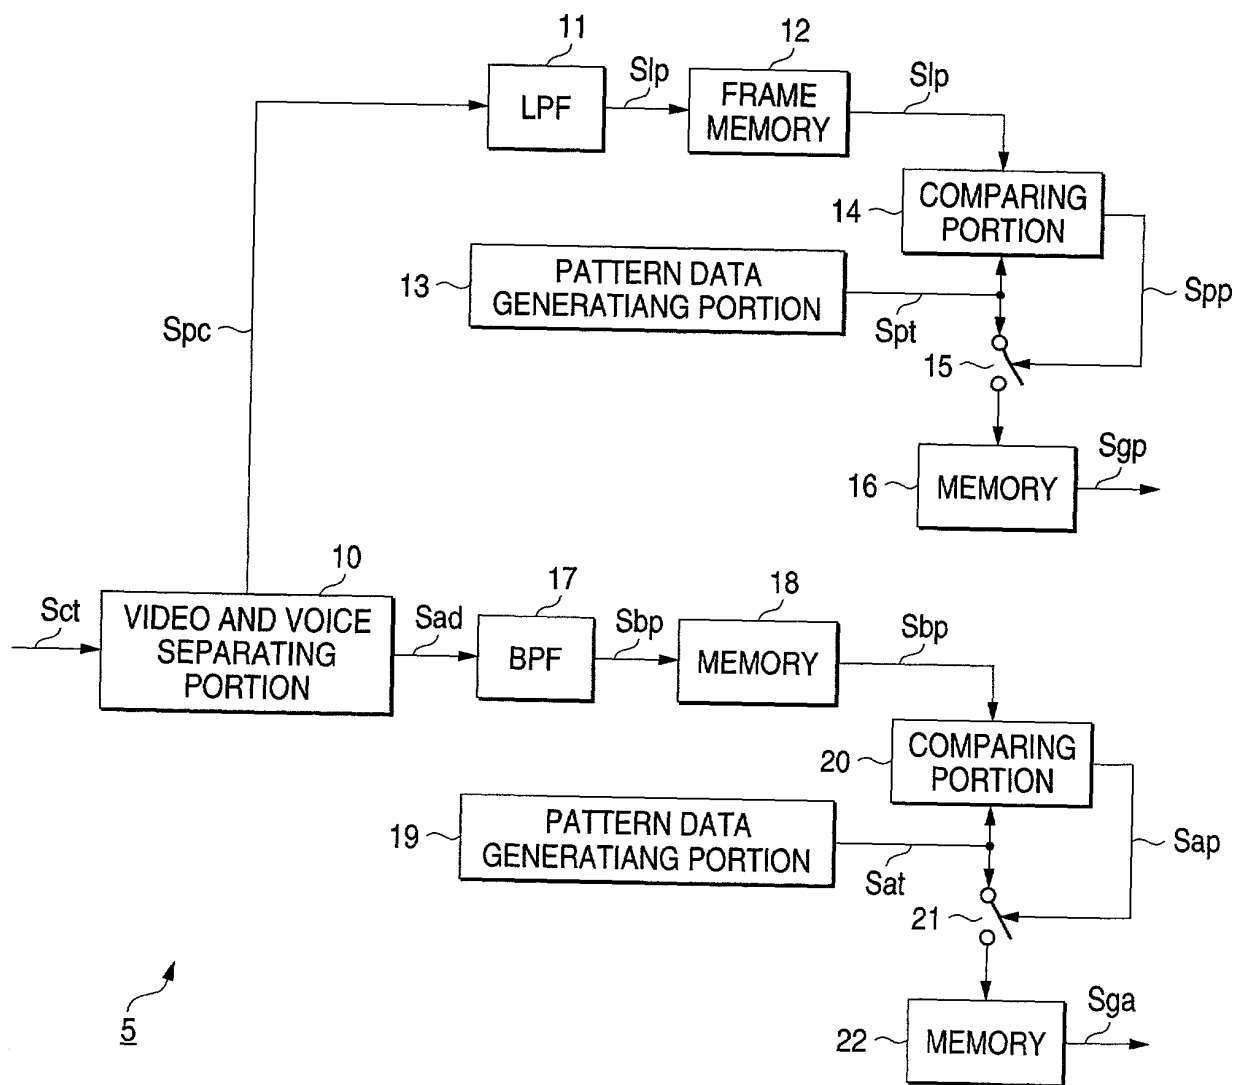 11
12
LPF
Slp
FRAME
MEMORY
Slp
14
COMPARING
PORTION
13
PATTERN DATA
GENERATIANG PORTION
Spt
Spp
Spc
15
16
MEMORY
Sgp
10
Sct
VIDEO AND VOICE
SEPARATING
PORTION
Sad
17
BPF
Sbp
18
MEMORY
Sbp
20
COMPARING
PORTION
19
PATTERN DATA
GENERATIANG PORTION
Sat
Sap
21
22
MEMORY
Sga
5